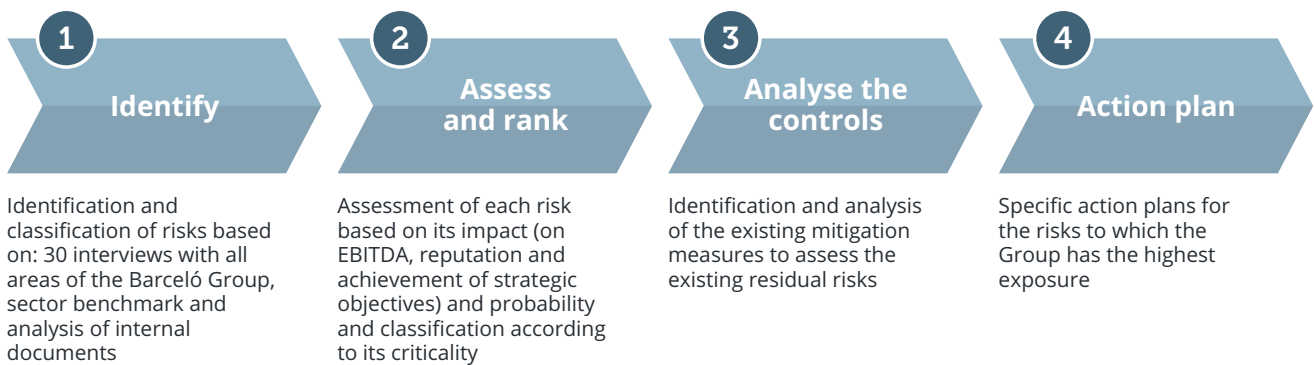 1
Identify
Identification and
classification of risks based
on: 30 interviews with all
areas of the Barceló Group,
sector benchmark and
analysis of internal
documents
2
Assess
and rank
Assessment of each risk
based on its impact (on
EBITDA, reputation and
achievement of strategic
objectives) and probability
and classification according
to its criticality
3
Analyse the
controls
Identification and analysis
of the existing mitigation
measures to assess the
existing residual risks
4
Action plan
Specific action plans for
the risks to which the
Group has the highest
exposure